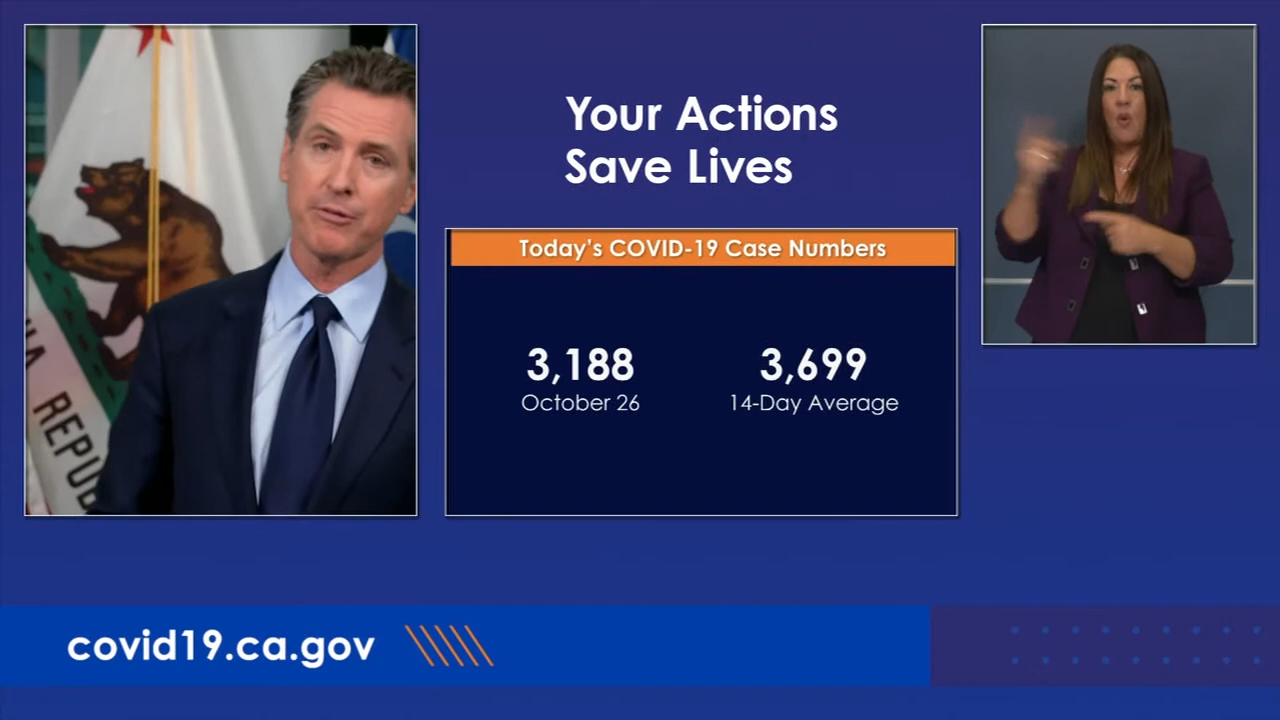 Your Actions
Save Lives
Today's COVID-19 Case Numbers
3,188
October 26
3,699
14-Day Average
covid19.ca.gov